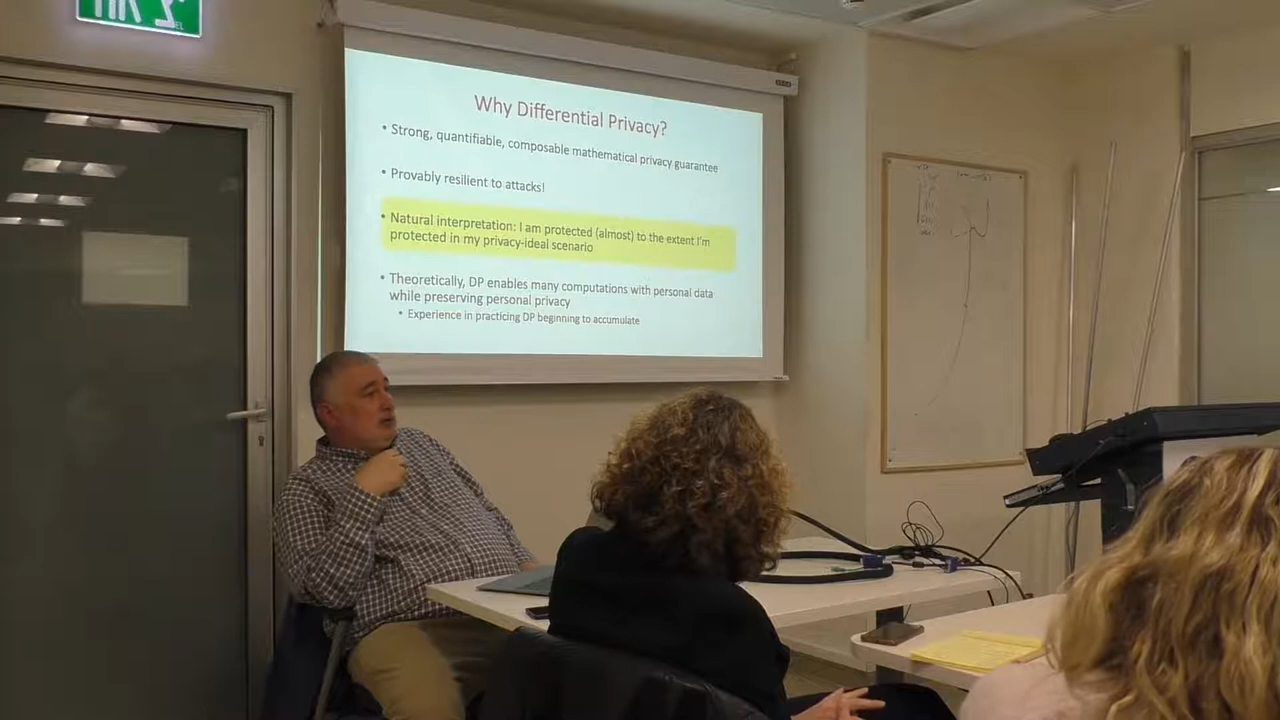 Why Differential Privacy?
• Strong, quantifiable, composable mathematical privacy guarantee
• Provably resilient to attacks!
• Natural interpretation: I am protected (almost) to the extent I'm
protected in my privacy-ideal scenario
• Theoretically, DP enables many computations with personal data
while preserving personal privacy
• Experience in practicing DP beginning to accumulate